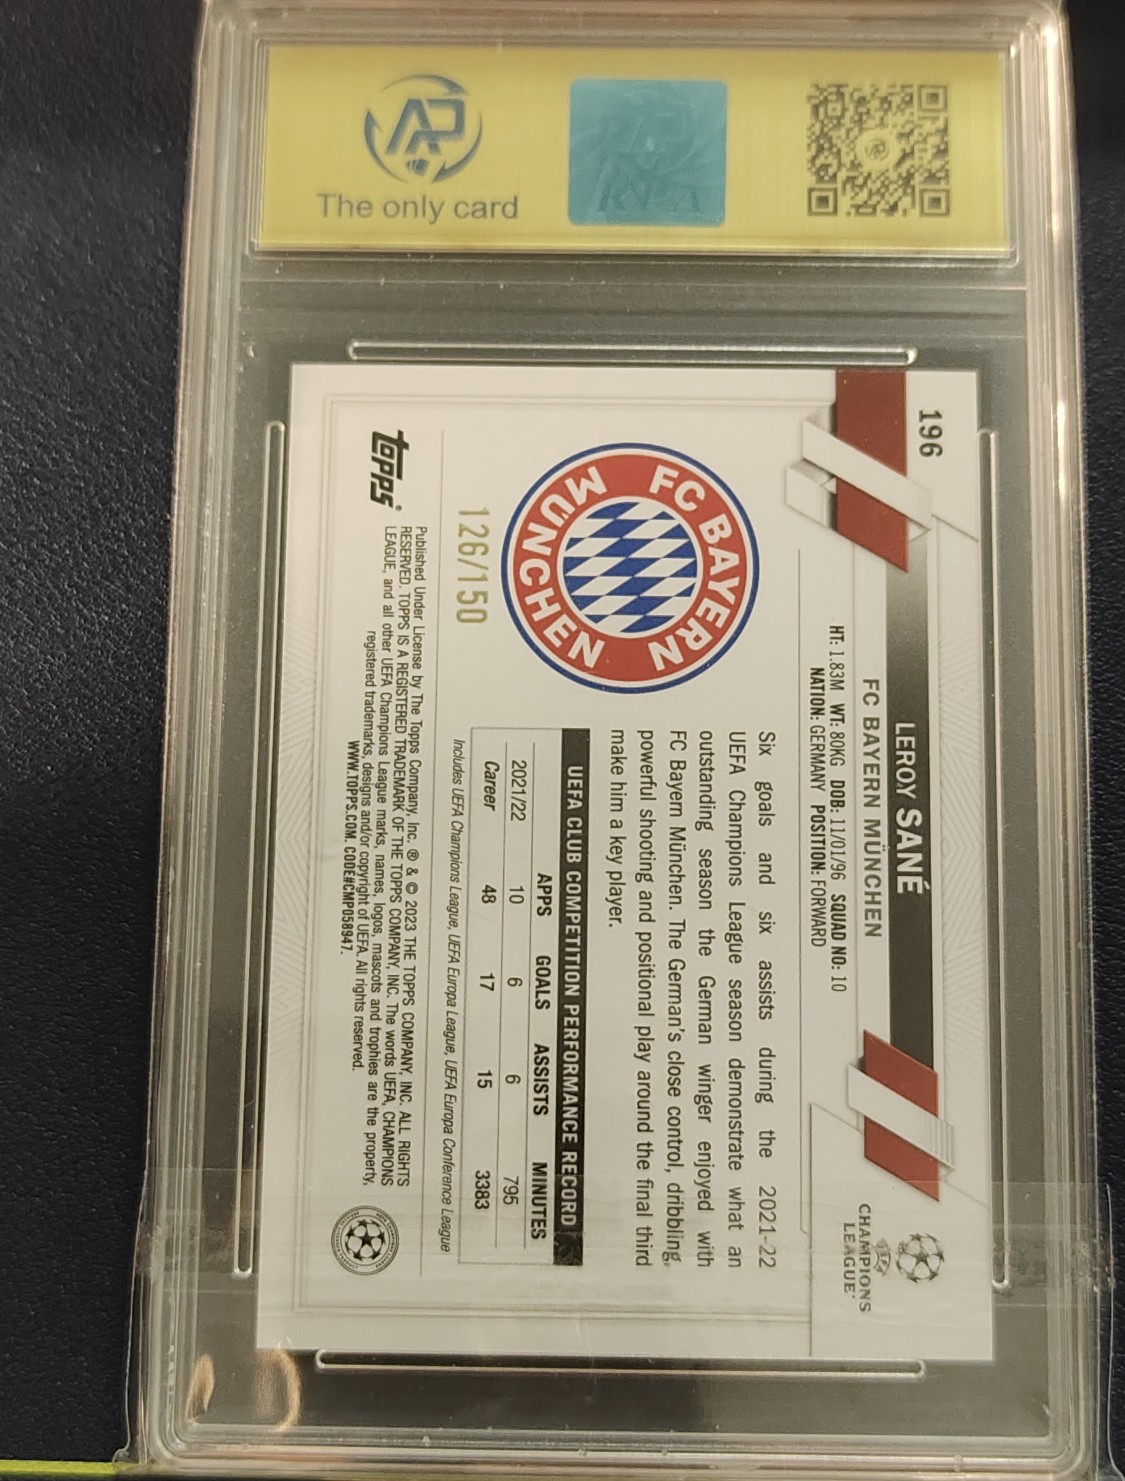 The only card
196
LEROY SANÉ
FC BAYERN MÜNCHEN
HT: 1.83M WT: 80KG DOB: 11/01/96 SQUAD NO: 10
NATION: GERMANY POSITION: FORWARD
CHAMPIONS
LEAGUE
FC BAYERN
MÜNCHEN
126/150
Six goals and six assists during the 2021-22
UEFA Champions League season demonstrate what an
outstanding season the German winger enjoyed with
FC Bayern München. The German's close control, dribbling,
powerful shooting and positional play around the final third
make him a key player.
UEFA CLUB COMPETITION PERFORMANCE RECORD
APPS GOALS ASSISTS MINUTES
2021/22 10 6 6 795
Career 48 17 15 3383
Includes UEFA Champions League, UEFA Europa League, UEFA Europa Conference League
topps
Published Under License by The Topps Company, Inc. ® & © 2023 THE TOPPS COMPANY, INC. ALL RIGHTS
RESERVED. TOPPS IS A REGISTERED TRADEMARK OF THE TOPPS COMPANY, INC. The words UEFA, CHAMPIONS
LEAGUE, and all other UEFA Champions League marks, names, logos, mascots and trophies are the property,
registered trademarks, designs and/or copyright of UEFA. All rights reserved.
WWW.TOPPS.COM. CODE#CMP058947.